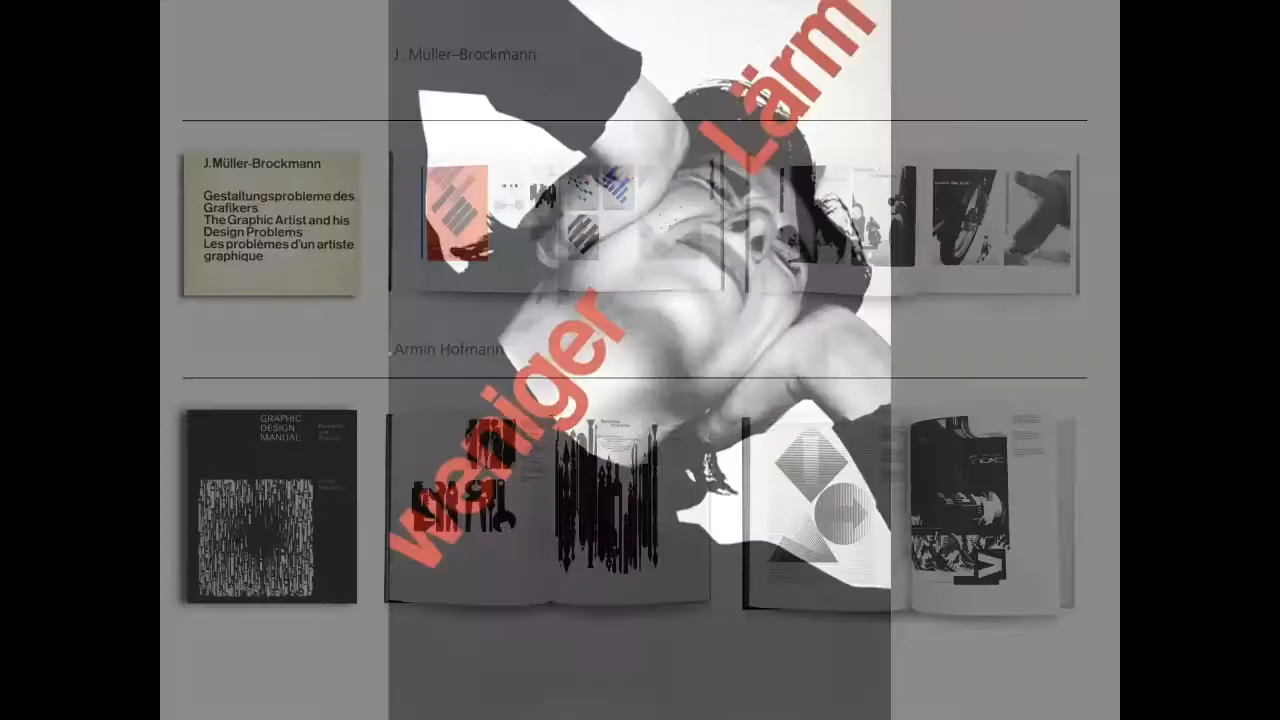 J. Müller–Brockmann
Lärm
J.Müller-Brockmann
Gestaltungsprobleme des
Grafikers
The Graphic Artist and his
Design Problems
Les problèmes d'un artiste
graphique
weniger
Armin Hofmann
GRAPHIC
DESIGN
MANUAL